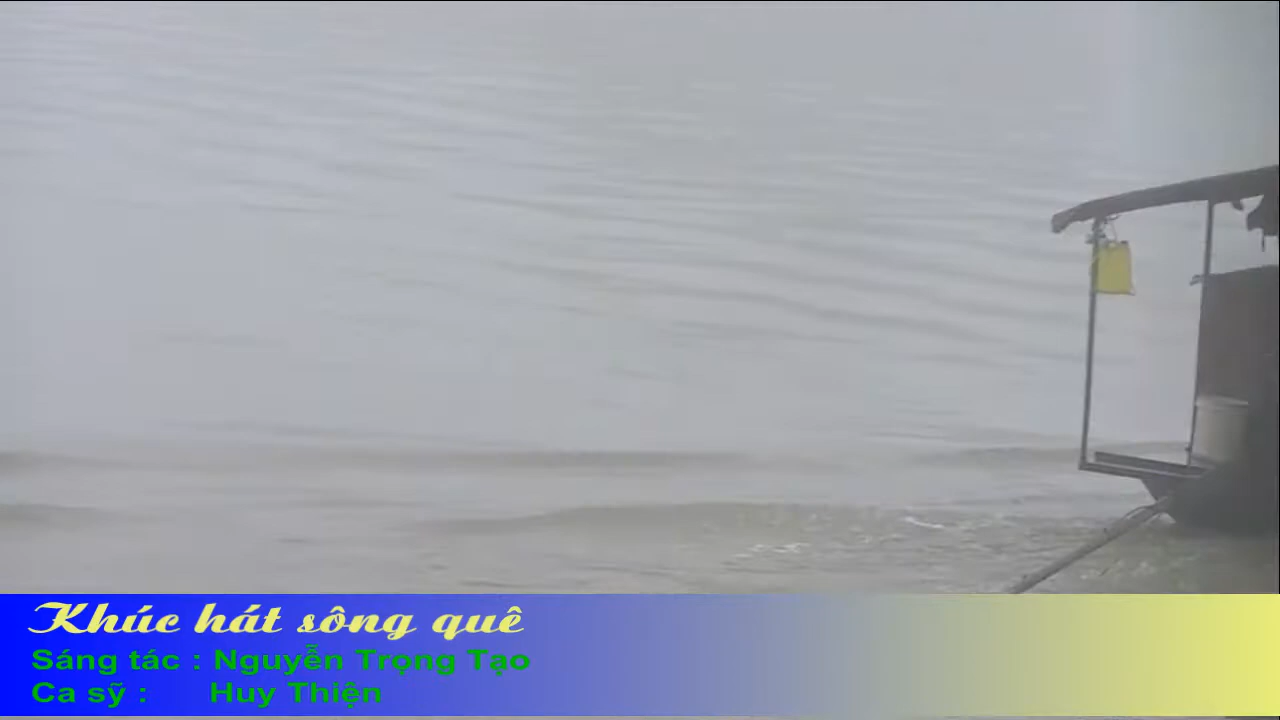 Khúc hát sông quê
Sáng tác : Nguyễn Trọng Tạo
Ca sỹ : Huy Thiện